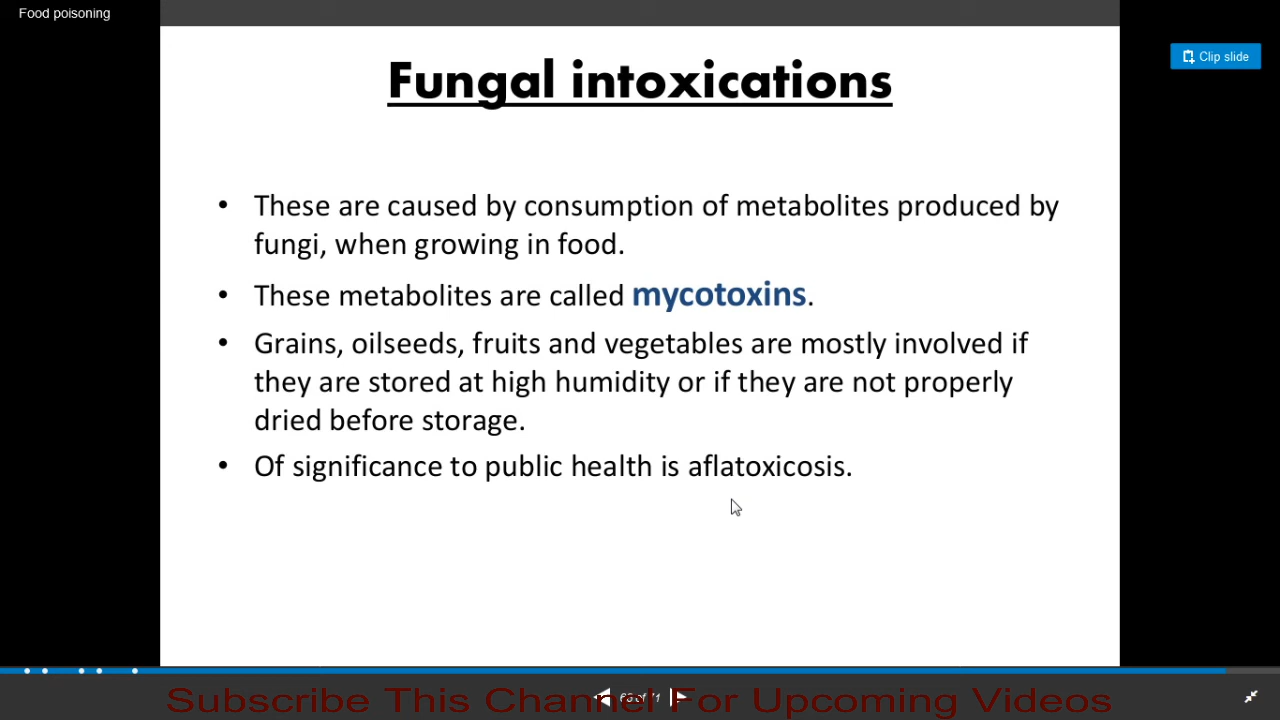 Food poisoning
Clip slide
Fungal intoxications
• These are caused by consumption of metabolites produced by
fungi, when growing in food.
• These metabolites are called mycotoxins.
• Grains, oilseeds, fruits and vegetables are mostly involved if
they are stored at high humidity or if they are not properly
dried before storage.
• Of significance to public health is aflatoxicosis.
Subscribe This Channel For Upcoming Videos